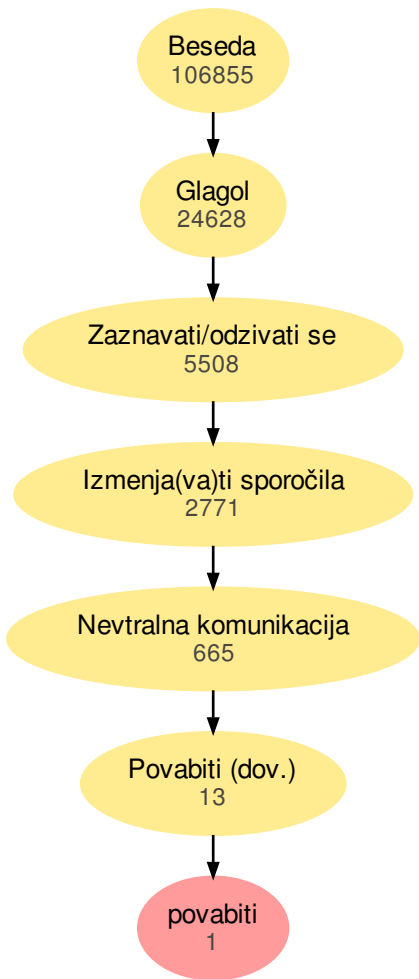 Beseda
106855
Glagol
24628
Zaznavati/odzivati se
5508
Izmenja(va)ti sporočila
2771
Nevtralna komunikacija
665
Povabiti (dov.)
13
povabiti
1